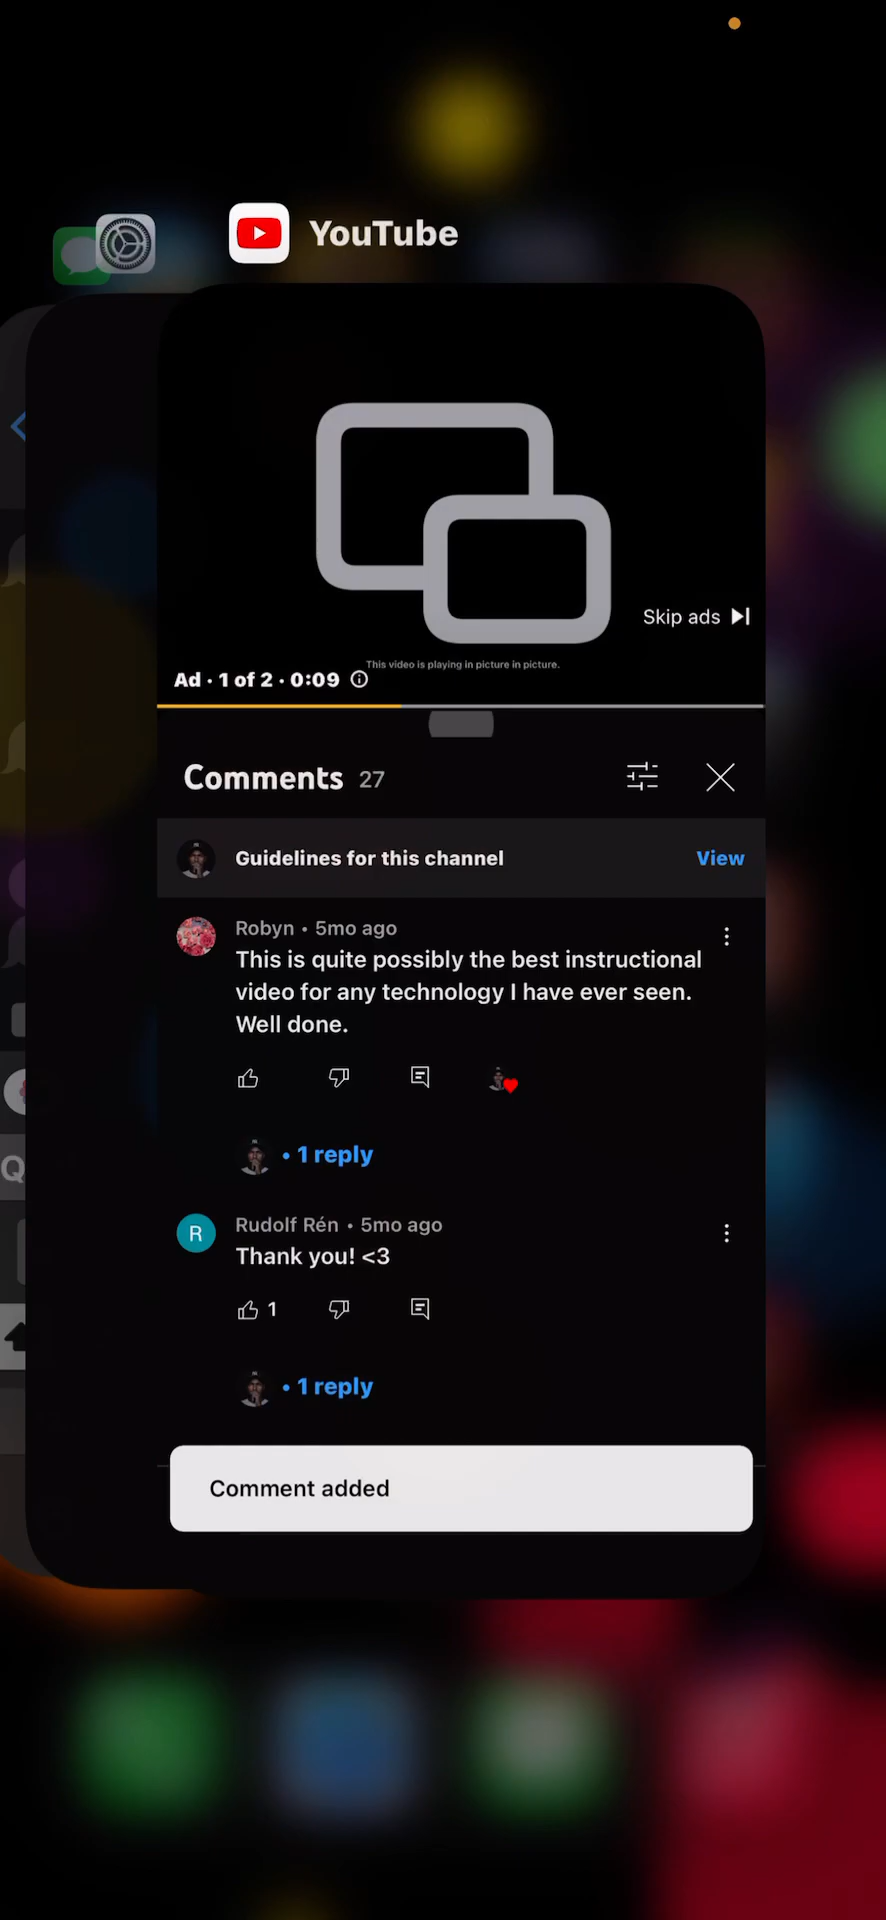 YouTube
Skip ads
This video is playing in picture in picture.
Ad · 1 of 2 · 0:09
Comments 27
Guidelines for this channel View
Robyn • 5mo ago
This is quite possibly the best instructional
video for any technology I have ever seen.
Well done.
• 1 reply
R
Rudolf Rén • 5mo ago
Thank you! <3
1
• 1 reply
Comment added
Q